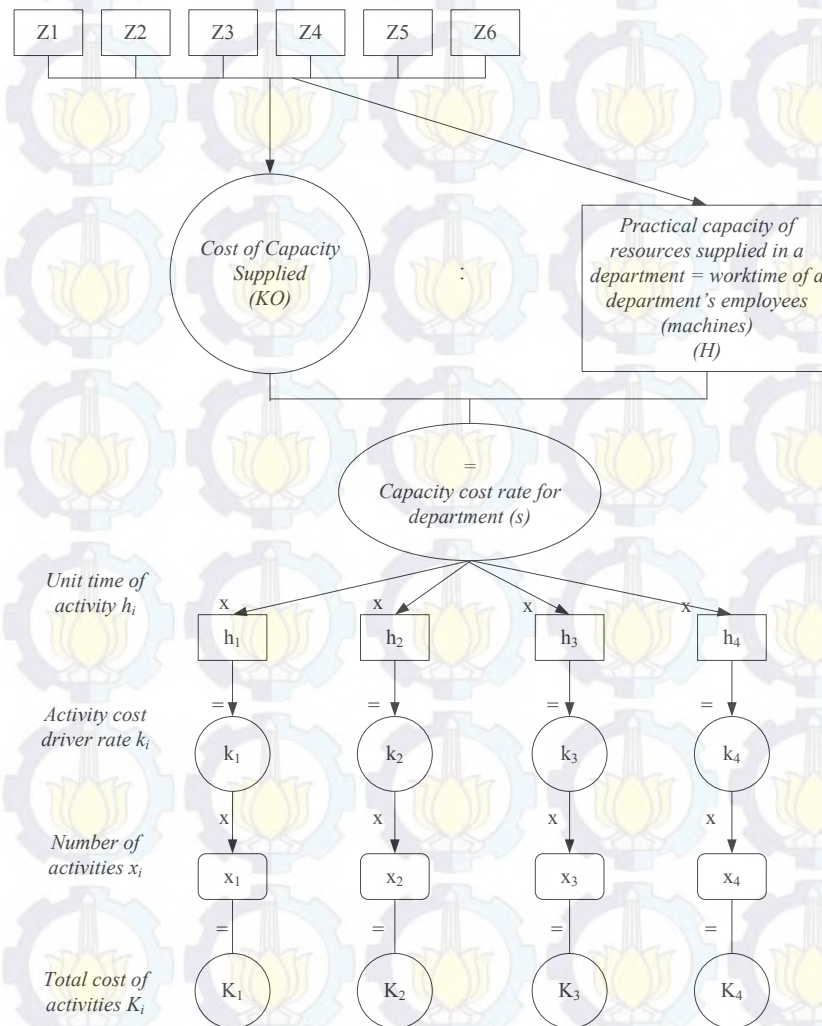 Z1 Z2 Z3 Z4 Z5 Z6
Cost of Capacity
Supplied
(KO)
:
Practical capacity of
resources supplied in a
department = worktime of a
department's employees
(machines)
(H)
=
Capacity cost rate for
department (s)
Unit time of
activity hᵢ
x x x x
h₁ h₂ h₃ h₄
= = = =
Activity cost
driver rate kᵢ
k₁ k₂ k₃ k₄
x x x x
Number of
activities xᵢ
x₁ x₂ x₃ x₄
= = = =
Total cost of
activities Kᵢ
K₁ K₂ K₃ K₄